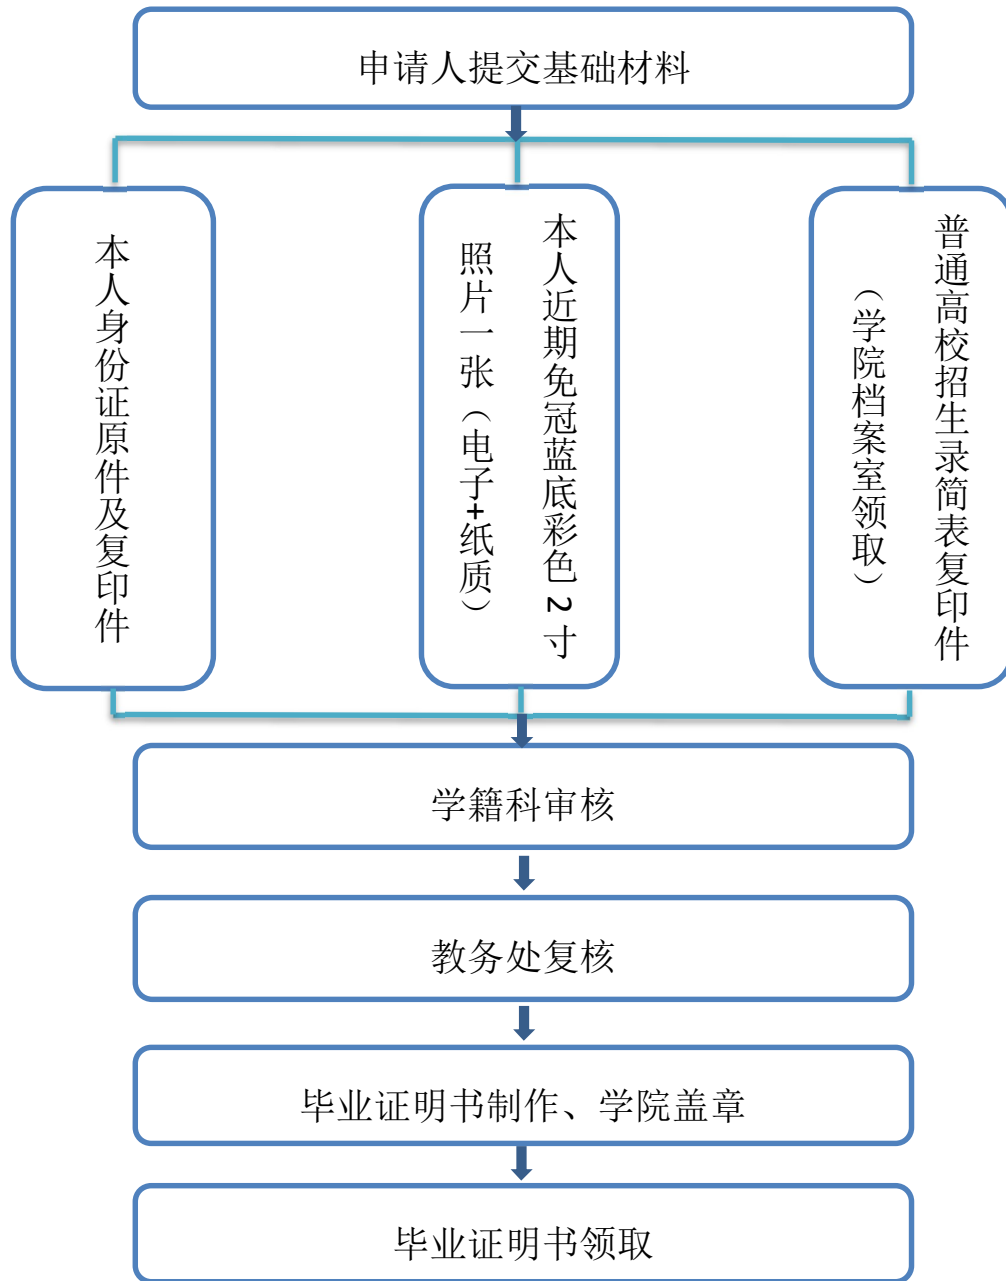 申请人提交基础材料
本人身份证原件及复印件
本人近期免冠蓝底彩色 2 寸
照片一张（电子+纸质）
普通高校招生录简表复印件
（学院档案室领取）
学籍科审核
教务处复核
毕业证明书制作、学院盖章
毕业证明书领取